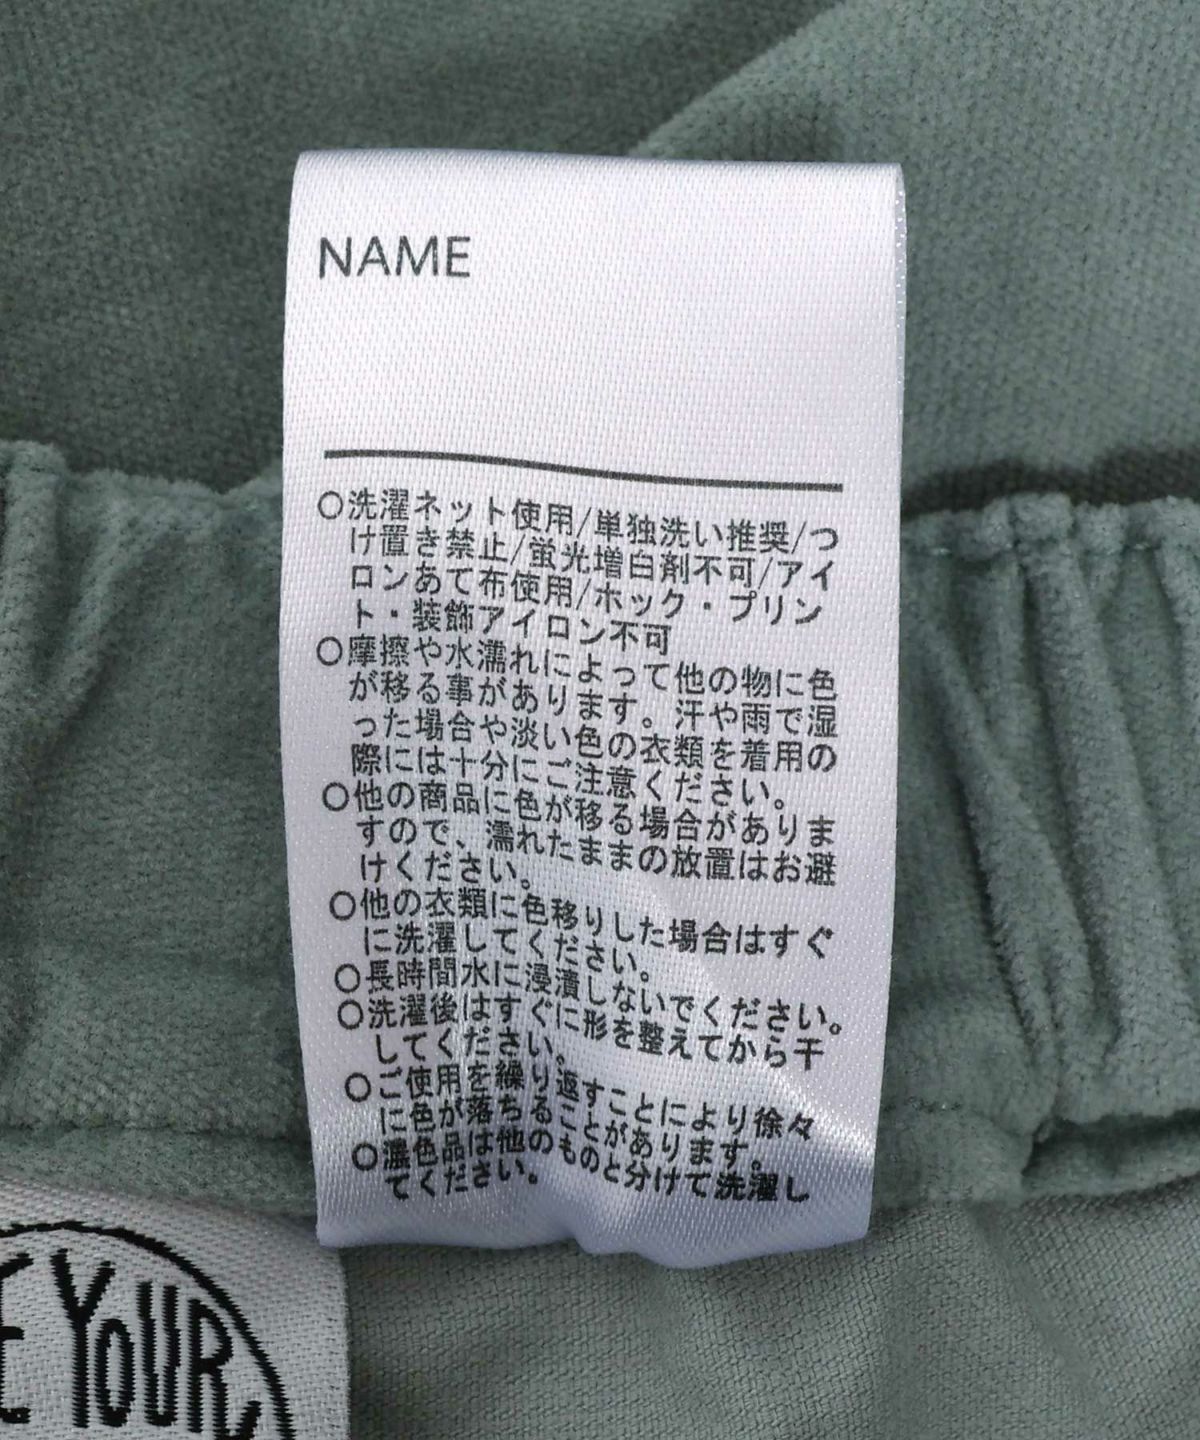 NAME
○洗濯ネット使用/単独洗い推奨/つ
け置き禁止/蛍光増白剤不可/アイ
ロンあて布使用/ホック・プリン
ト・装飾アイロン不可
○摩擦や水濡れによって他の物に色
が移る事があります。汗や雨で湿
った場合や淡い色の衣類を着用の
際には十分にご注意ください。
○他の商品に色が移る場合がありま
すので、濡れたままの放置はお避
けください。
○他の衣類に色移りした場合はすぐ
に洗濯してください。
○長時間水に浸漬しないでください。
○洗濯後はすぐに形を整えてから干
してください。
○ご使用を繰り返すことにより徐々
に色が落ちることがあります。
○濃色品は他のものと分けて洗濯し
てください。
YOUR